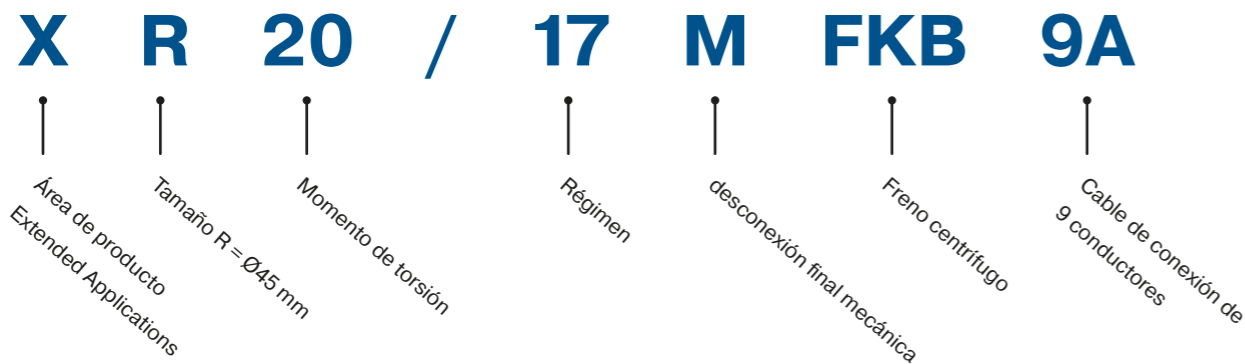 X R 20 / 17 M FKB 9A
Área de producto
Extended Applications
Tamaño R = Ø45 mm
Momento de torsión
Régimen
desconexión final mecánica
Freno centrífugo
Cable de conexión de
9 conductores